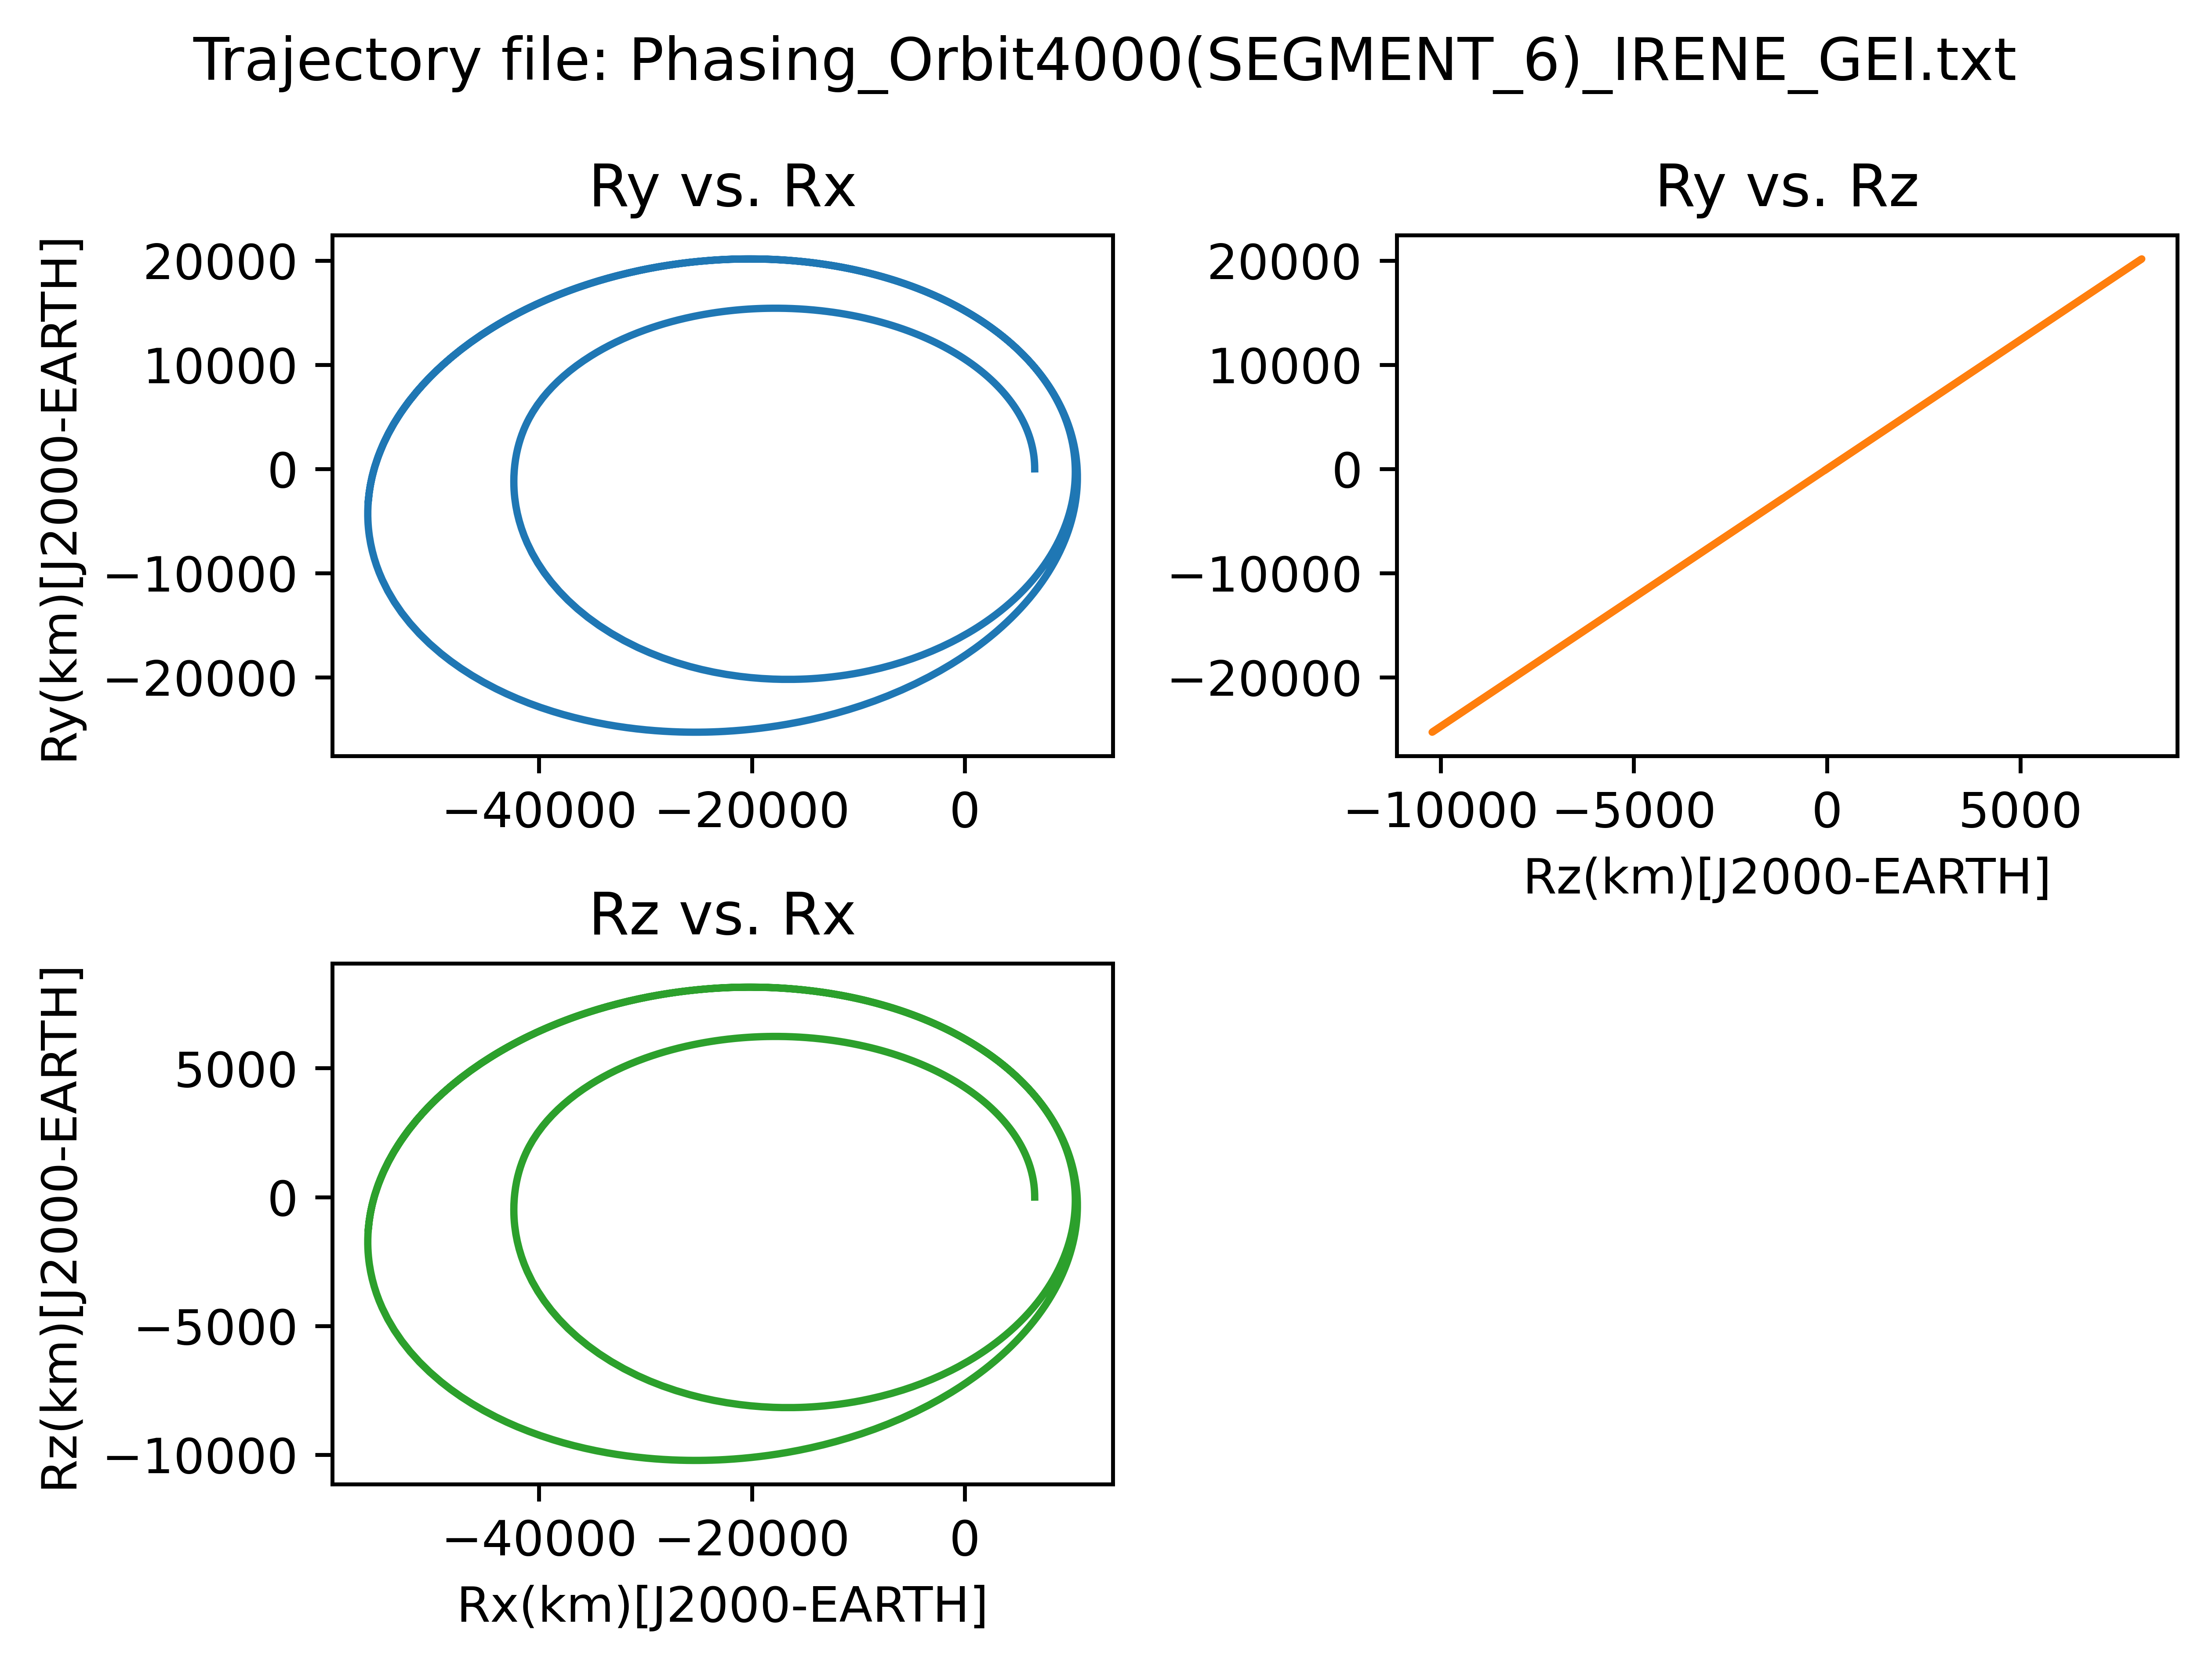 Trajectory file: Phasing_Orbit4000(SEGMENT_6)_IRENE_GEI.txt
Ry vs. Rx
Ry(km)[J2000-EARTH]
20000
10000
0
−10000
−20000
−40000 −20000 0
Ry vs. Rz
20000
10000
0
−10000
−20000
−10000 −5000 0 5000
Rz(km)[J2000-EARTH]
Rz vs. Rx
Rz(km)[J2000-EARTH]
5000
0
−5000
−10000
−40000 −20000 0
Rx(km)[J2000-EARTH]